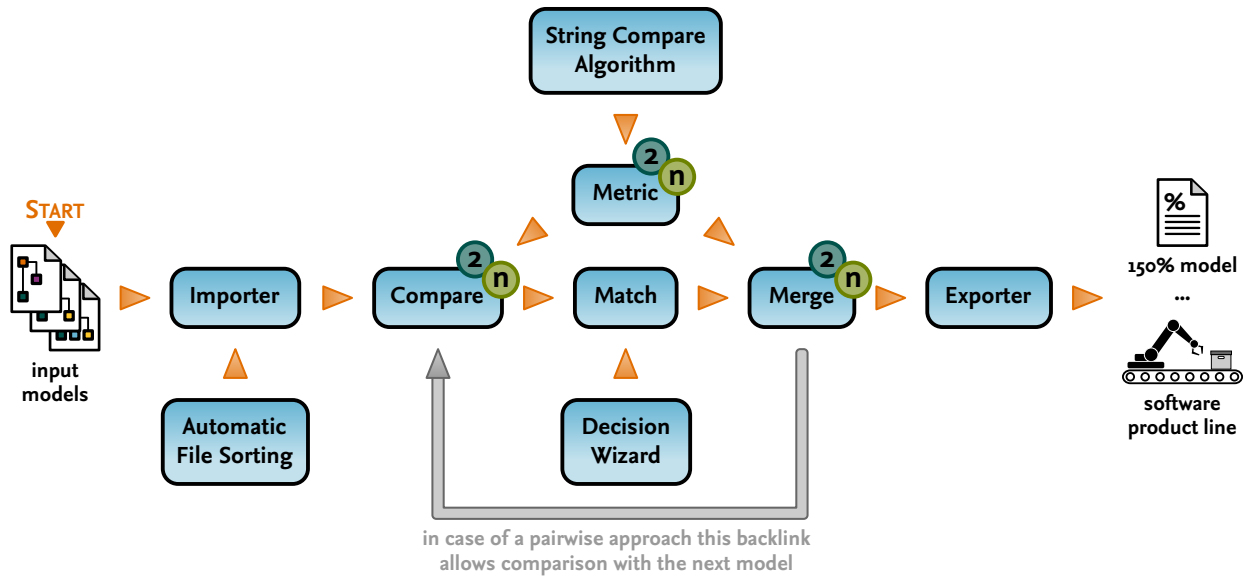 String Compare
Algorithm
2
n
Metric
START
2
n
2
n
Importer
Compare
Match
Merge
Exporter
%
150% model
...
input
models
Automatic
File Sorting
Decision
Wizard
software
product line
in case of a pairwise approach this backlink
allows comparison with the next model